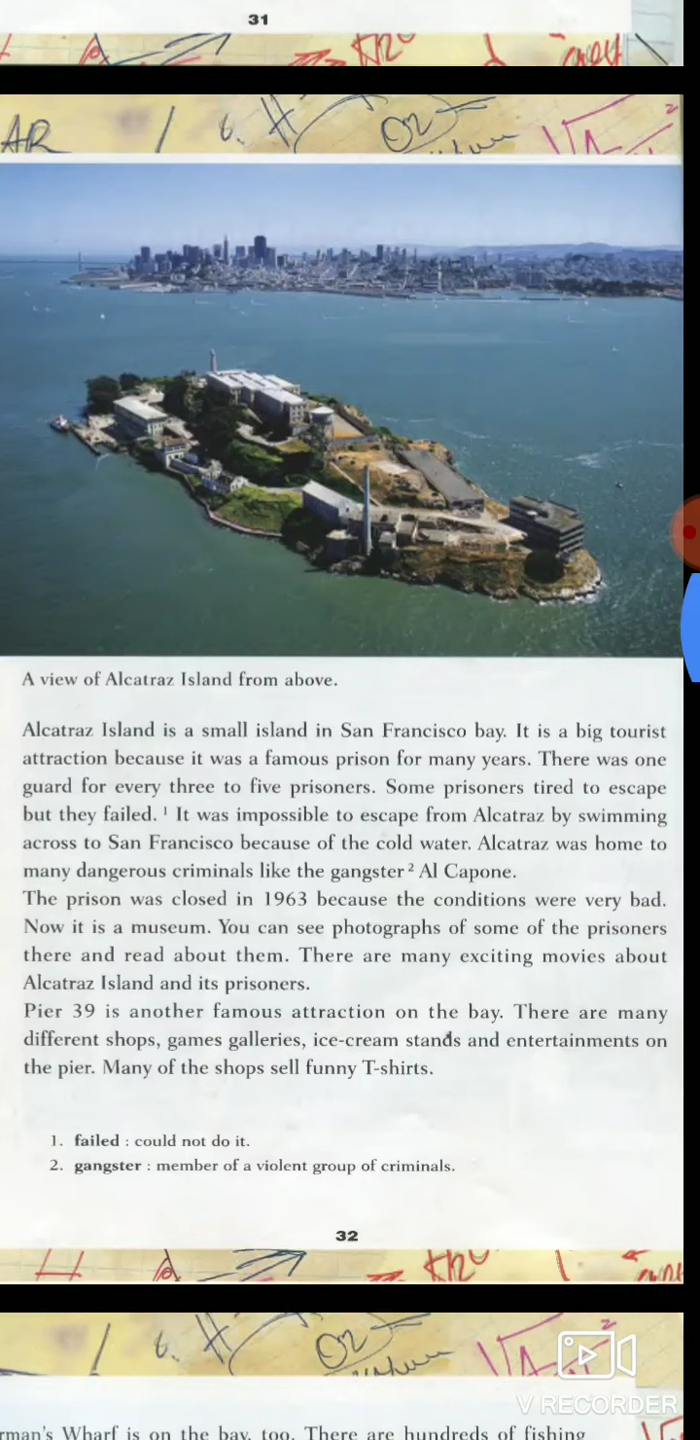 31
AR
A view of Alcatraz Island from above.
Alcatraz Island is a small island in San Francisco bay. It is a big tourist
attraction because it was a famous prison for many years. There was one
guard for every three to five prisoners. Some prisoners tired to escape
but they failed. 1 It was impossible to escape from Alcatraz by swimming
across to San Francisco because of the cold water. Alcatraz was home to
many dangerous criminals like the gangster 2 Al Capone.
The prison was closed in 1963 because the conditions were very bad.
Now it is a museum. You can see photographs of some of the prisoners
there and read about them. There are many exciting movies about
Alcatraz Island and its prisoners.
Pier 39 is another famous attraction on the bay. There are many
different shops, games galleries, ice-cream stands and entertainments on
the pier. Many of the shops sell funny T-shirts.
1. failed : could not do it.
2. gangster : member of a violent group of criminals.
32
V RECORDER
rman's Wharf is on the bay, too. There are hundreds of fishing